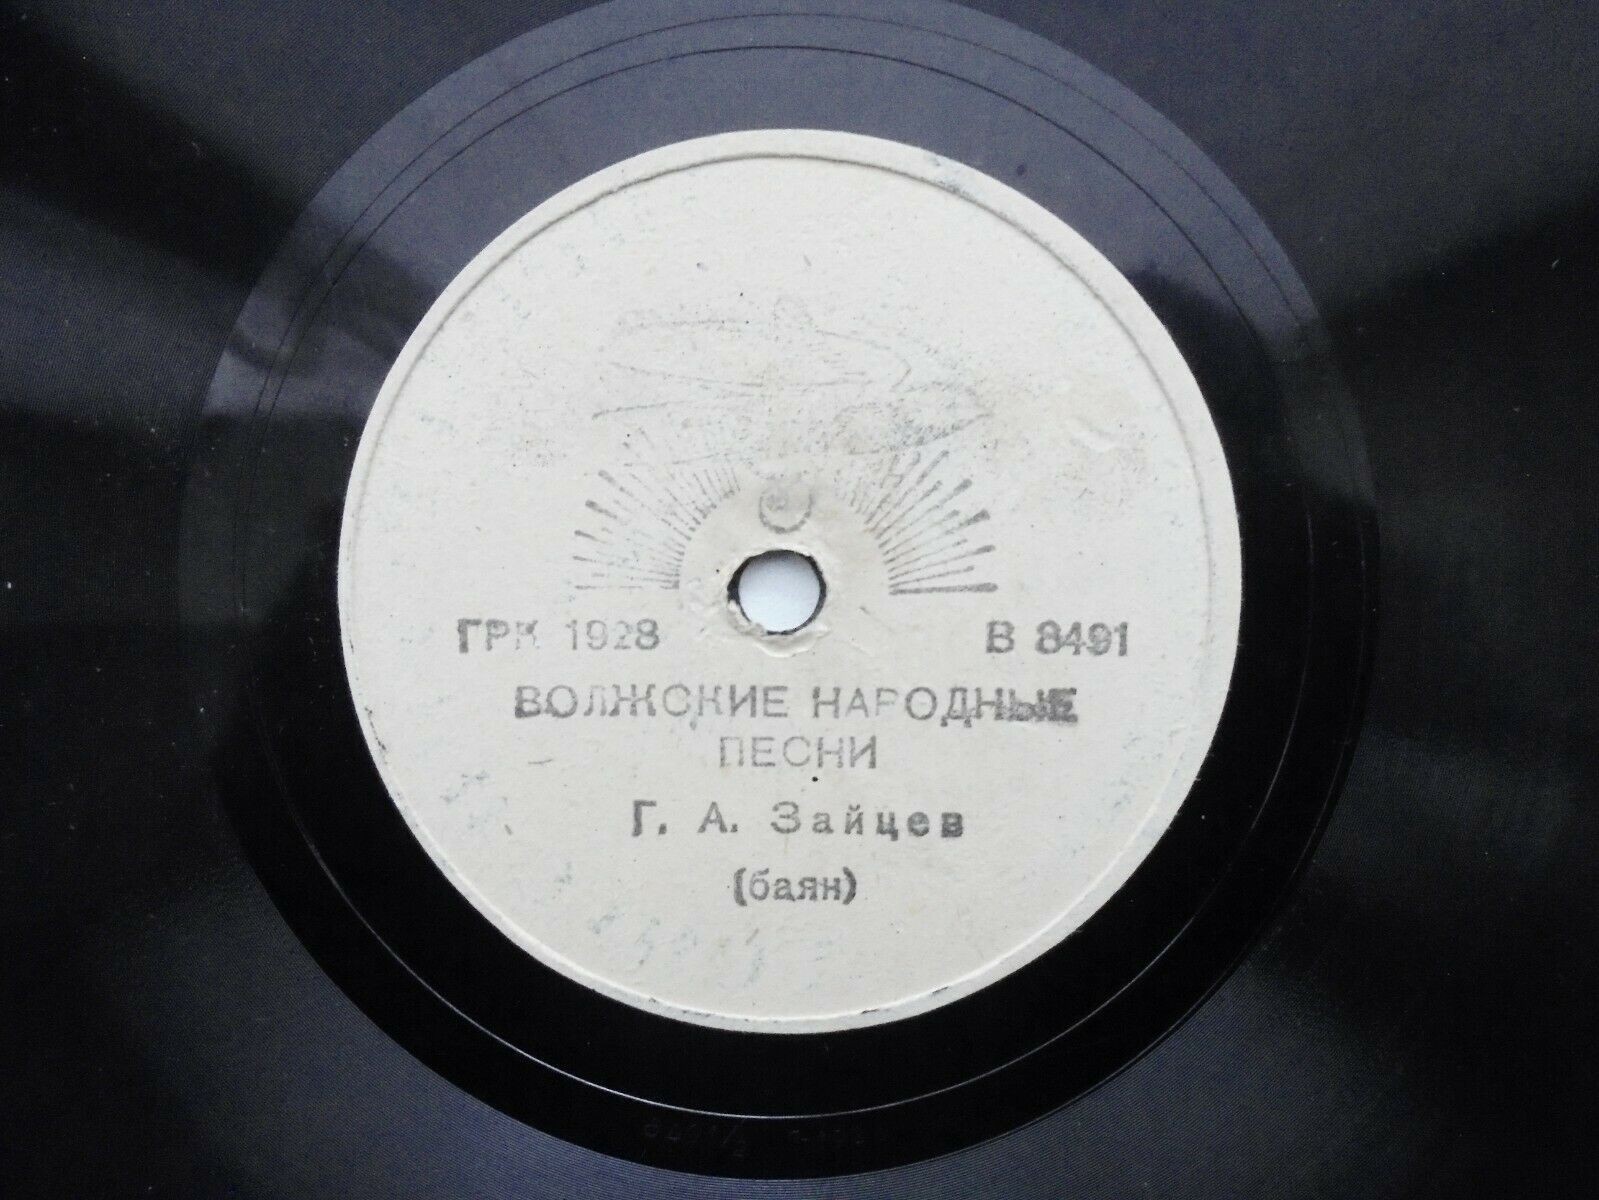 ГРК 1928 В 8491
ВОЛЖСКИЕ НАРОДНЫЕ
ПЕСНИ
Г. А. Зайцев
(баян)